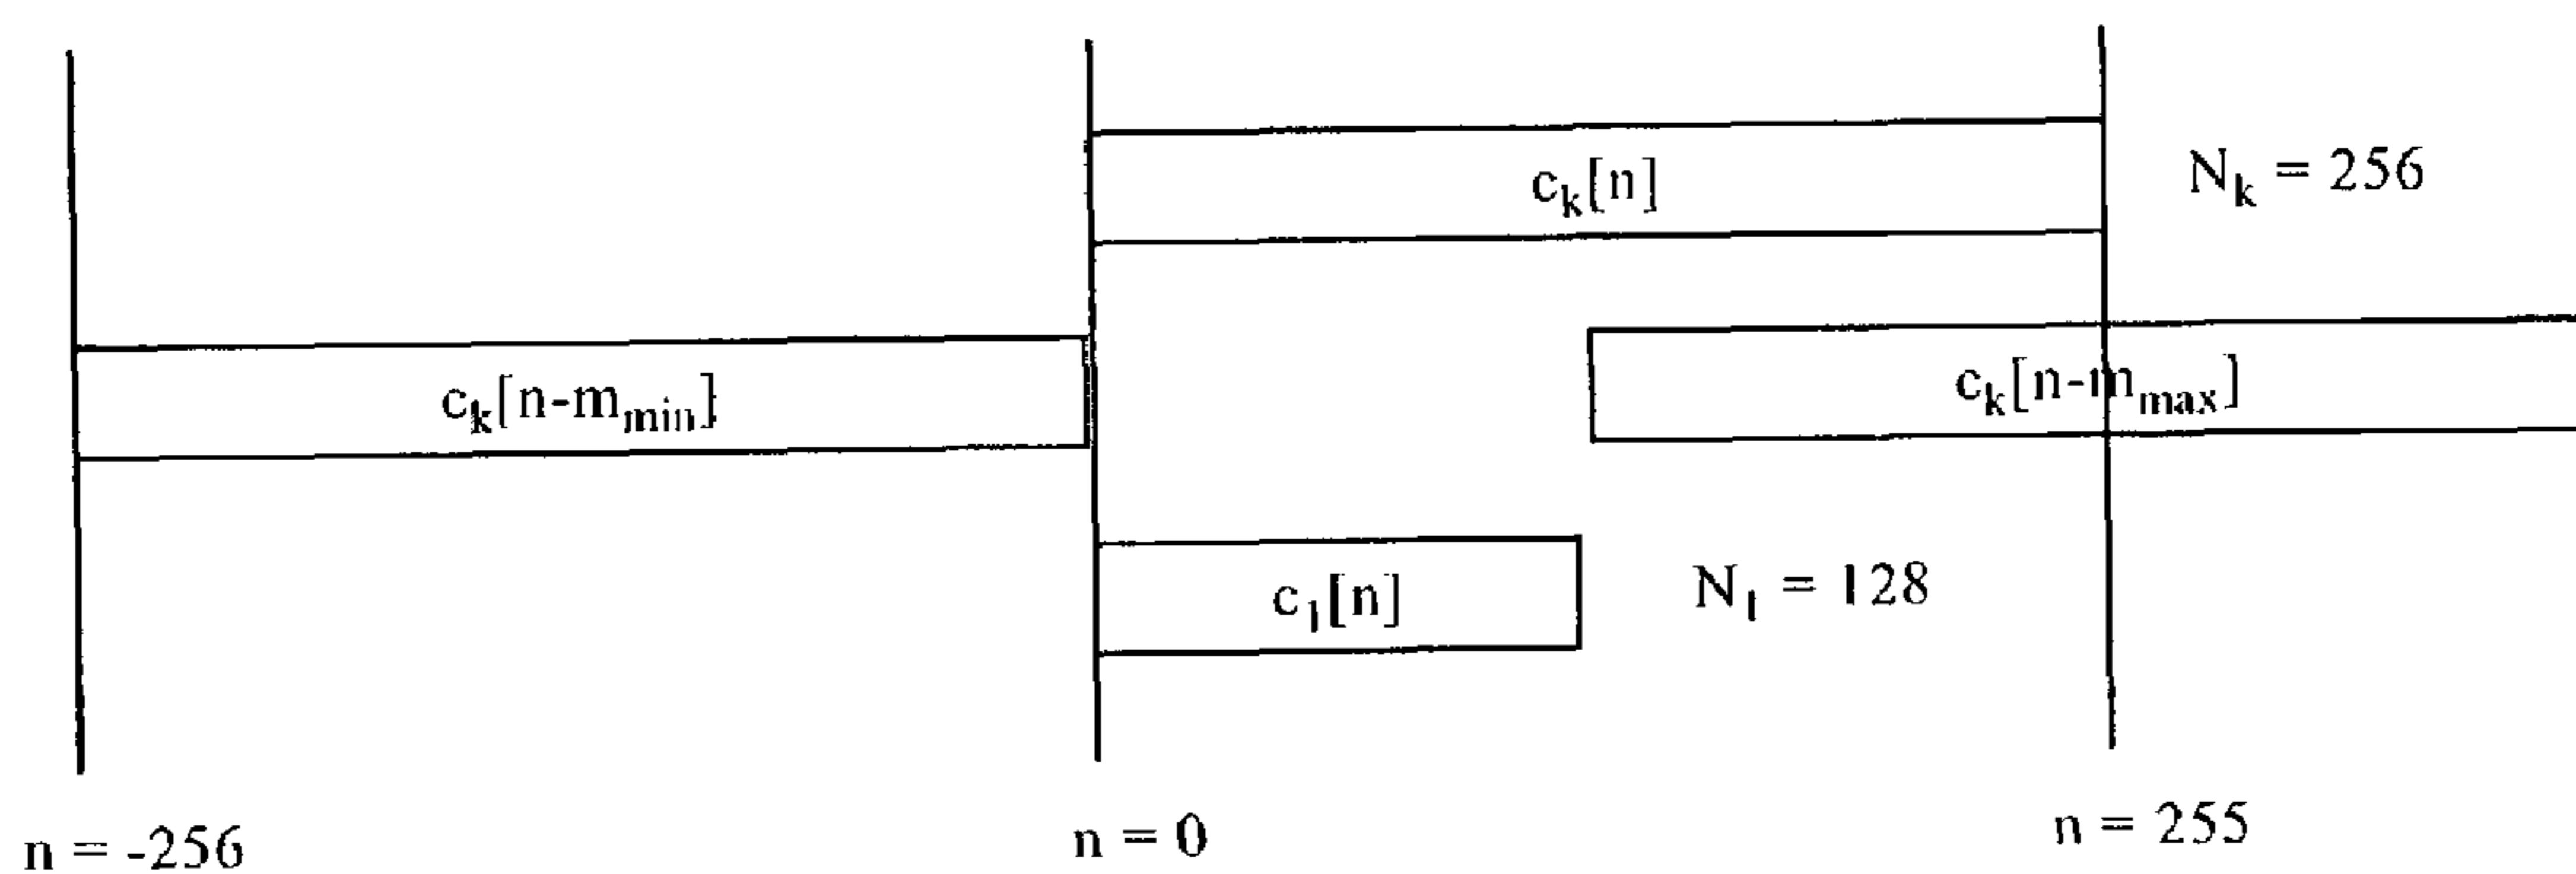 c_k[n]
N_k = 256
c_k[n-m_min]
c_k[n-m_max]
c_l[n]
N_l = 128
n = -256
n = 0
n = 255